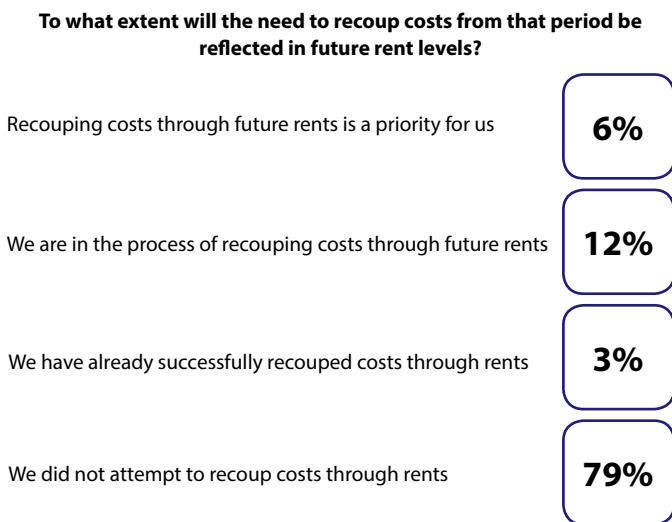 To what extent will the need to recoup costs from that period be
reflected in future rent levels?
Recouping costs through future rents is a priority for us
6%
We are in the process of recouping costs through future rents
12%
We have already successfully recouped costs through rents
3%
We did not attempt to recoup costs through rents
79%